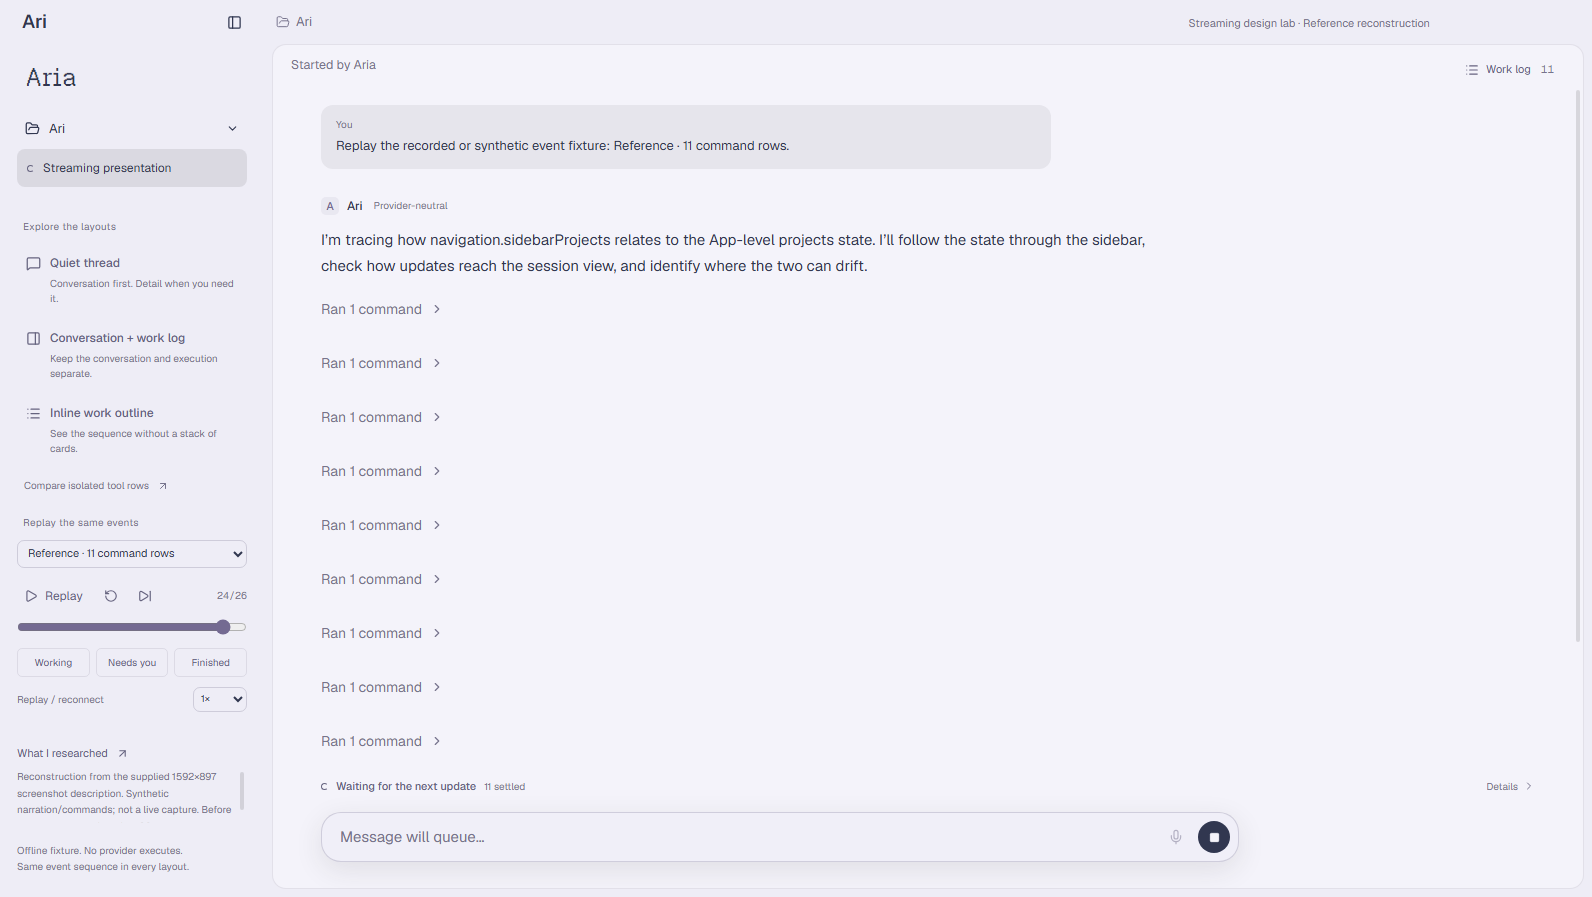 Ari
Aria
Ari
Streaming presentation
Explore the layouts
Quiet thread
Conversation first. Detail when you need
it.
Conversation + work log
Keep the conversation and execution
separate.
Inline work outline
See the sequence without a stack of
cards.
Compare isolated tool rows
Replay the same events
Reference · 11 command rows
Replay
24/26
Working
Needs you
Finished
Replay / reconnect
1×
What I researched
Reconstruction from the supplied 1592×897
screenshot description. Synthetic
narration/commands; not a live capture. Before
Offline fixture. No provider executes.
Same event sequence in every layout.
Ari
Streaming design lab · Reference reconstruction
Started by Aria
Work log 11
You
Replay the recorded or synthetic event fixture: Reference · 11 command rows.
A Ari Provider-neutral
I'm tracing how navigation.sidebarProjects relates to the App-level projects state. I'll follow the state through the sidebar,
check how updates reach the session view, and identify where the two can drift.
Ran 1 command
Ran 1 command
Ran 1 command
Ran 1 command
Ran 1 command
Ran 1 command
Ran 1 command
Ran 1 command
Ran 1 command
Waiting for the next update 11 settled
Details
Message will queue...